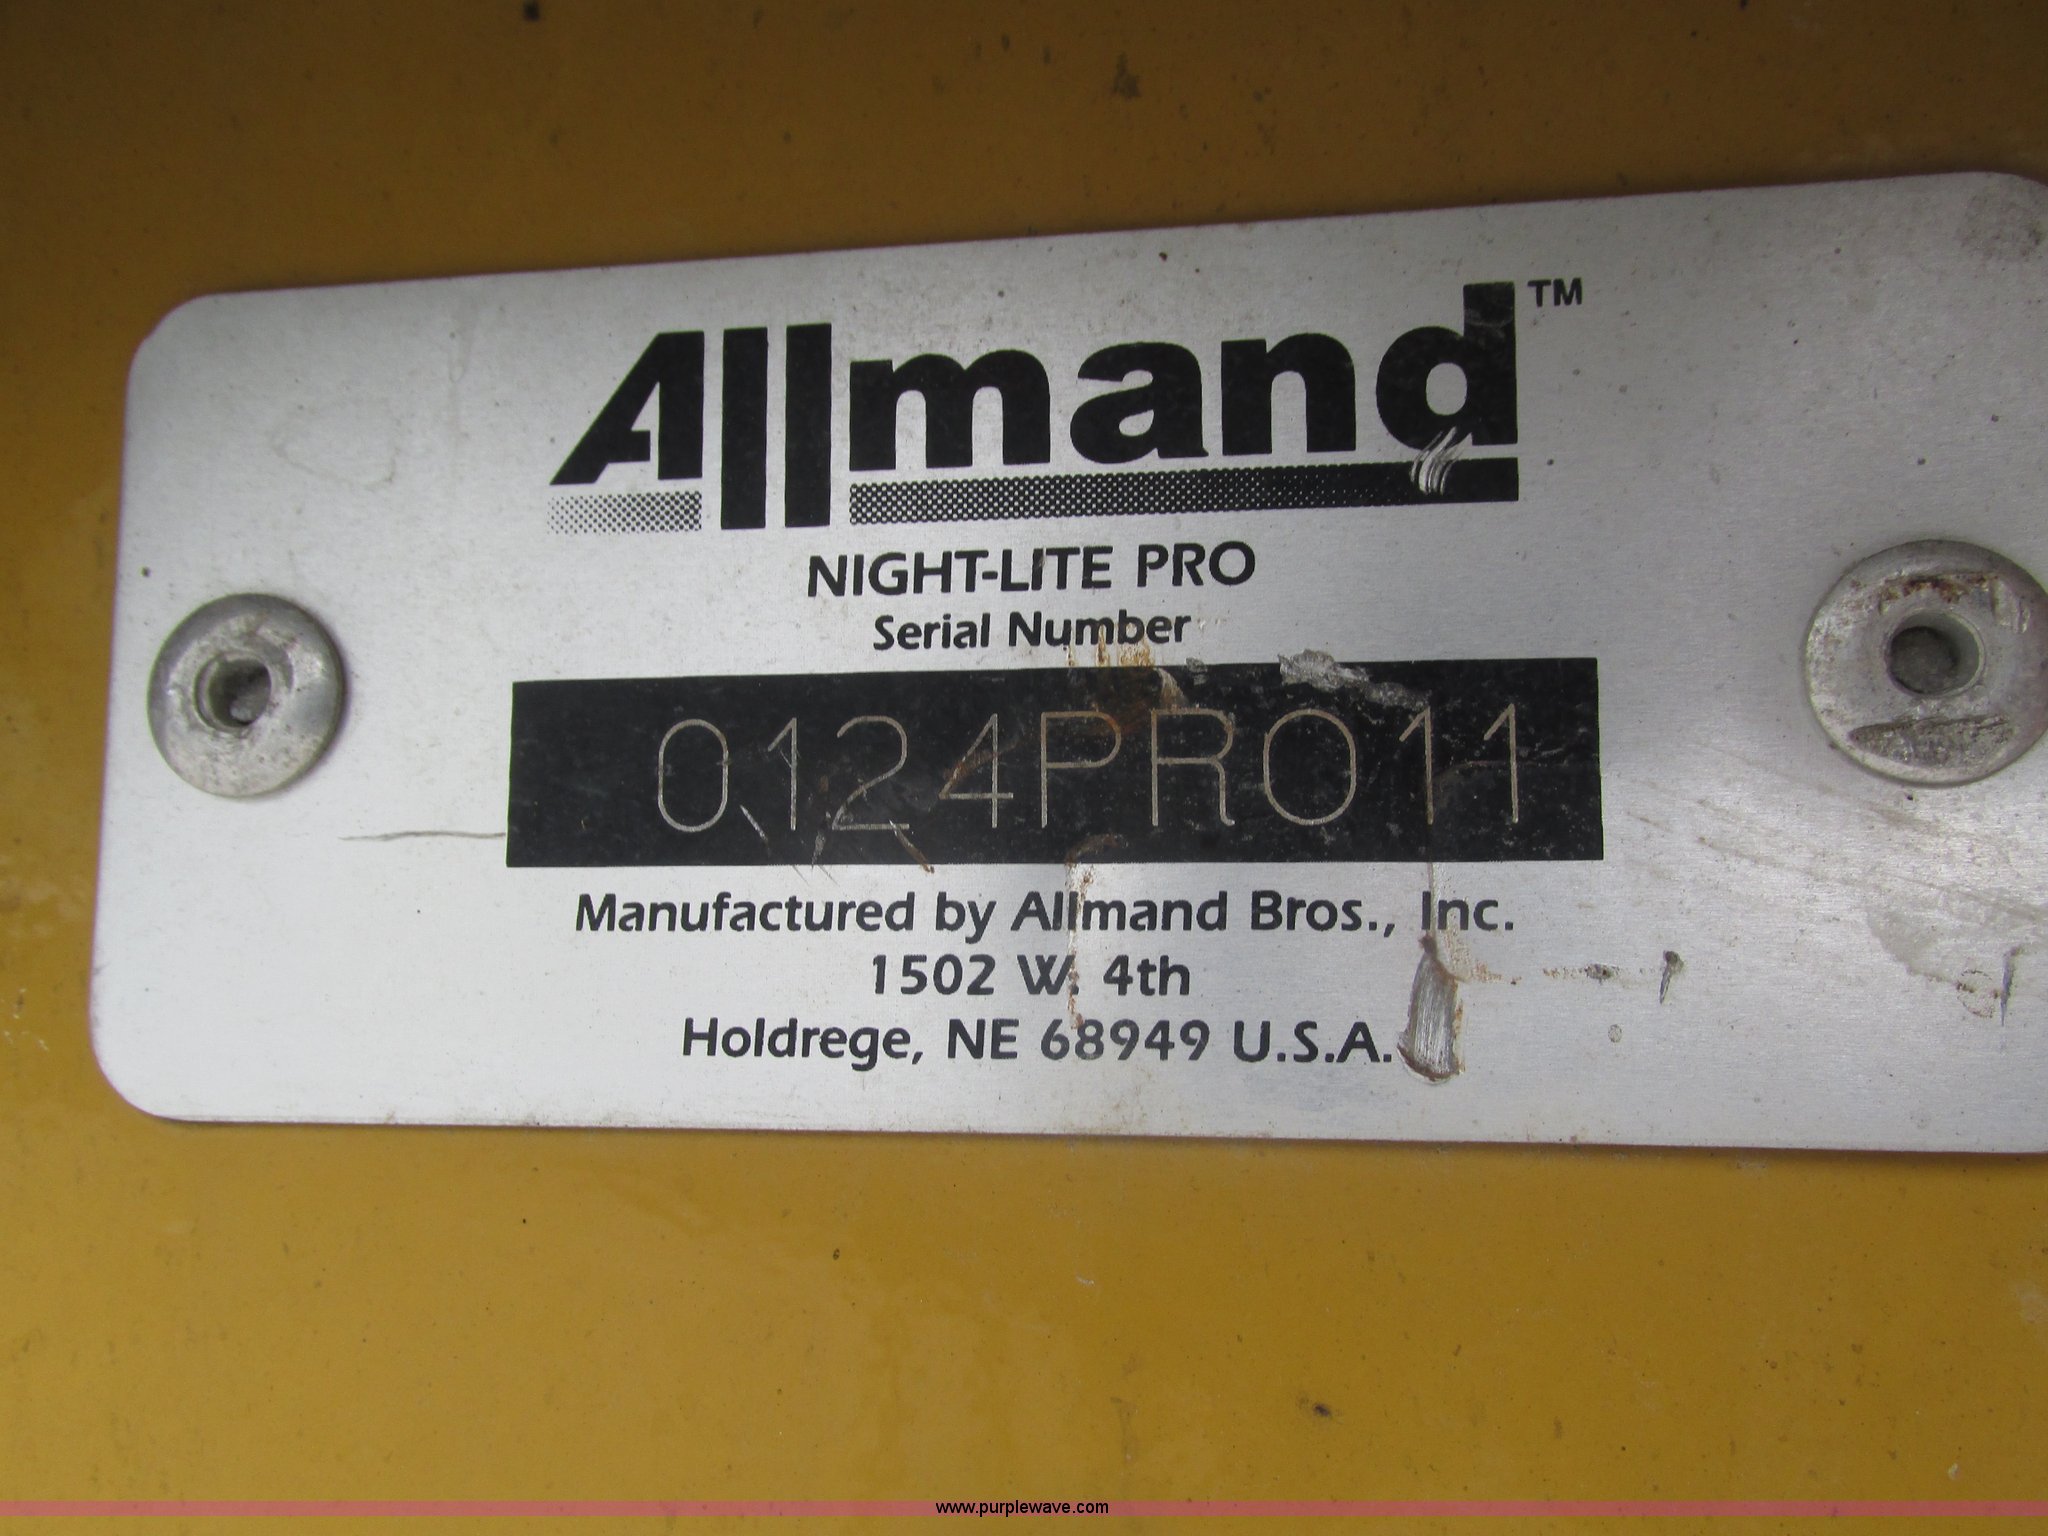 Allmand™
NIGHT-LITE PRO
Serial Number
0124PRO11
Manufactured by Allmand Bros., Inc.
1502 W. 4th
Holdrege, NE 68949 U.S.A.
www.purplewave.com